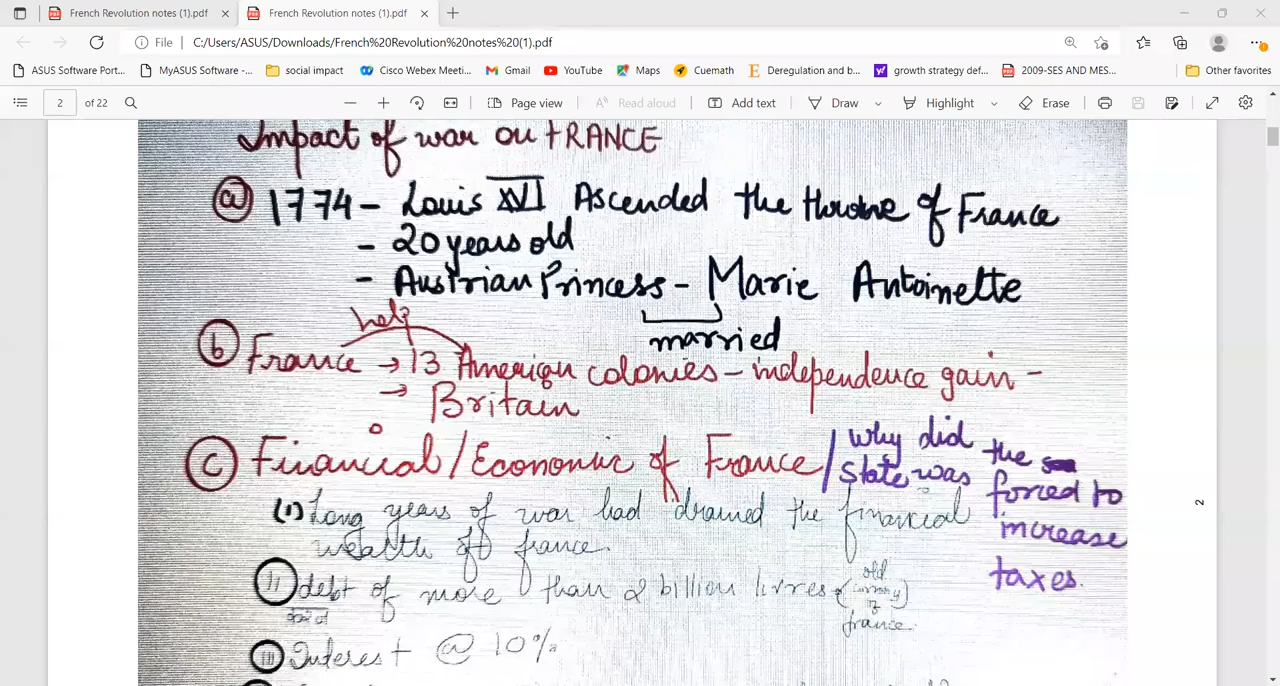 French Revolution notes (1).pdf
French Revolution notes (1).pdf
File C:/Users/ASUS/Downloads/French%20Revolution%20notes%20(1).pdf
ASUS Software Port... MyASUS Software -... social impact Cisco Webex Meeti... Gmail YouTube Maps Cuemath Deregulation and b... growth strategy def... 2009-SES AND MES... Other favorites
2 of 22 Page view Read aloud Add text Draw Highlight Erase
Impact of war on FRANCE
(a) 1774 - Louis XVI Ascended the throne of France
- 20 years old
- Austrian Princess - Marie Antoinette
married
help
(b) France → 13 American colonies - independence gain -
→ Britain
(c) Financial/Economic of France/
why did the
state was forced to
increase
taxes.
(i) Long years of war had drained the financial
wealth of france.
(ii) debt of more than 2 billion livres
old
currency
of
france.
(iii) @ 10%
2